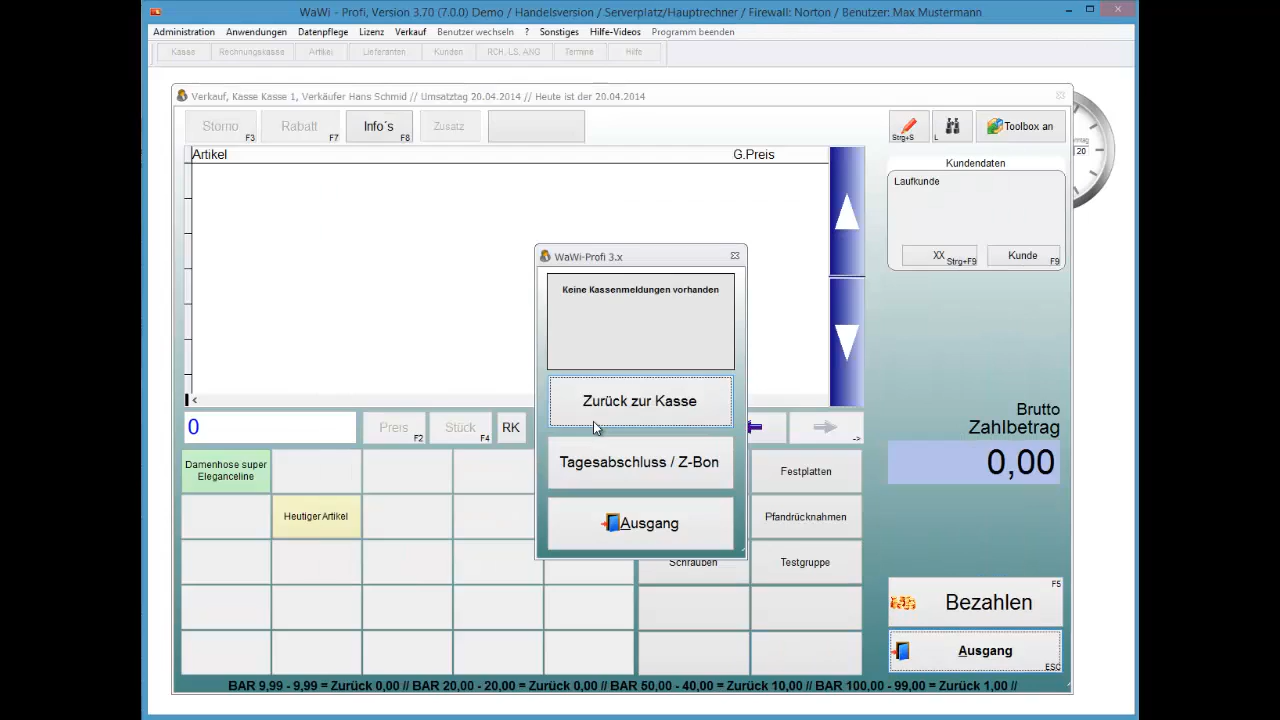 WaWi - Profi, Version 3.70 (7.0.0) Demo / Handelsversion / Serverplatz/Hauptrechner / Firewall: Norton / Benutzer: Max Mustermann
Administration Anwendungen Datenpflege Lizenz Verkauf Benutzer wechseln ? Sonstiges Hilfe-Videos Programm beenden
Kasse Rechnungskasse Artikel Lieferanten Kunden RCH, LS, ANG Termine Hilfe
Verkauf, Kasse Kasse 1, Verkäufer Hans Schmid // Umsatztag 20.04.2014 // Heute ist der 20.04.2014
Storno F3 Rabatt F7 Info´s F8 Zusatz Strg+S L Toolbox an
20
Artikel G.Preis
Kundendaten
Laufkunde
XX Strg+F9 Kunde F9
WaWi-Profi 3.x
Keine Kassenmeldungen vorhanden
Zurück zur Kasse
Tagesabschluss / Z-Bon
Ausgang
<
0 Preis F2 Stück F4 RK ->
Brutto
Zahlbetrag
0,00
Damenhose super
Eleganceline
Festplatten
Heutiger Artikel
Pfandrücknahmen
Schrauben Testgruppe
Bezahlen F5
Ausgang ESC
BAR 9,99 - 9,99 = Zurück 0,00 // BAR 20,00 - 20,00 = Zurück 0,00 // BAR 50,00 - 40,00 = Zurück 10,00 // BAR 100,00 - 99,00 = Zurück 1,00 //